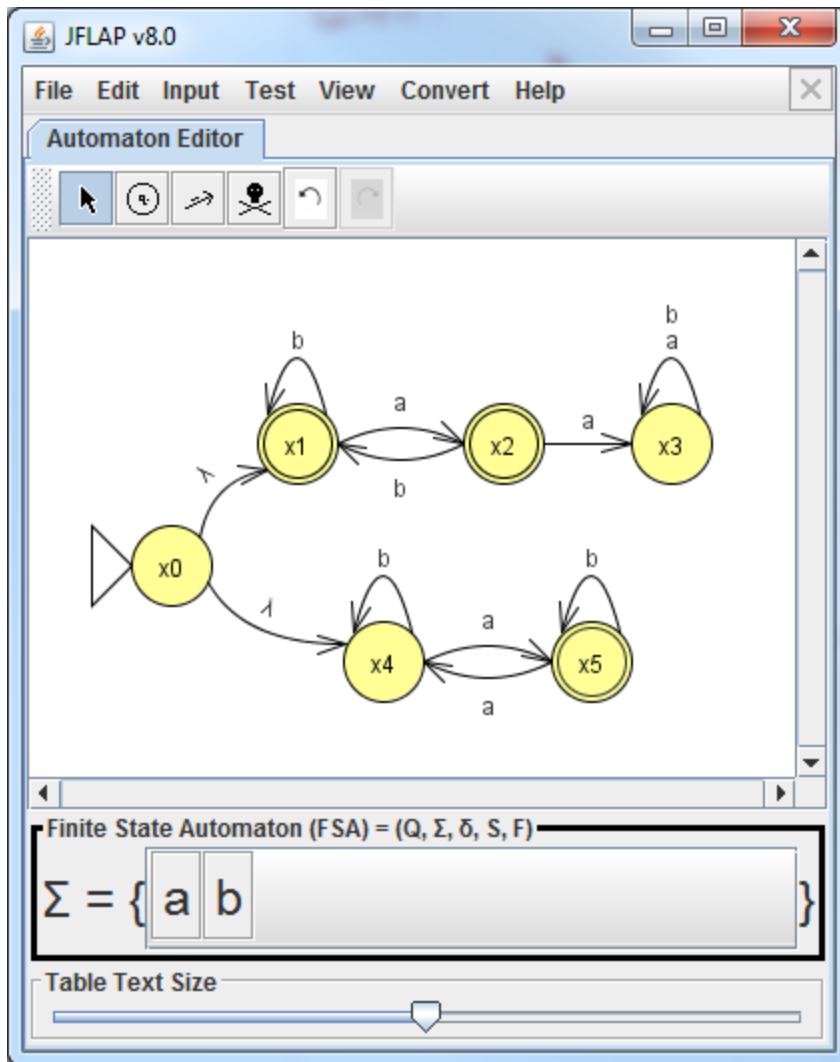 JFLAP v8.0
File Edit Input Test View Convert Help
Automaton Editor
b
a
b
a
b
a
x1
x2
x3
λ
x0
λ
b
b
a
x4
x5
a
Finite State Automaton (FSA) = (Q, Σ, δ, S, F)
Σ = { a b }
Table Text Size